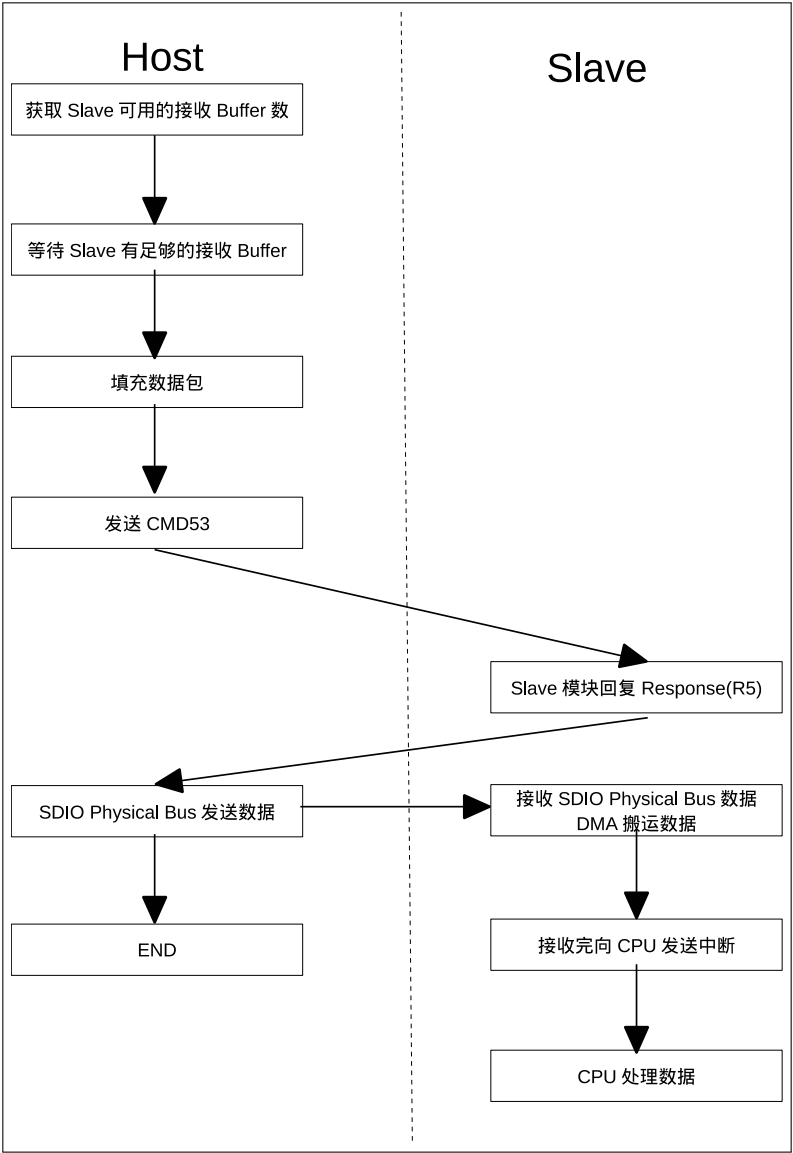 Host
Slave
获取 Slave 可用的接收 Buffer 数
等待 Slave 有足够的接收 Buffer
填充数据包
发送 CMD53
Slave 模块回复 Response(R5)
SDIO Physical Bus 发送数据
接收 SDIO Physical Bus 数据
DMA 搬运数据
END
接收完向 CPU 发送中断
CPU 处理数据